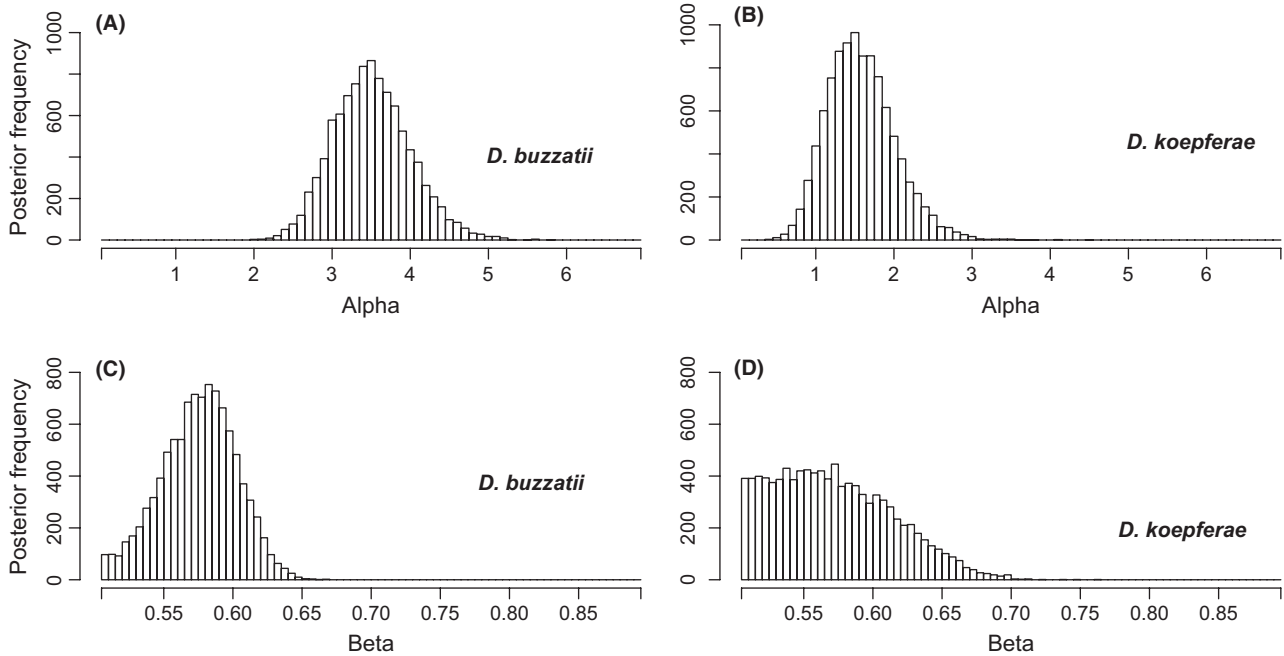 (A)
Posterior frequency
0 200 600 1000
D. buzzatii
1 2 3 4 5 6
Alpha
(B)
0 200 600 1000
D. koepferae
1 2 3 4 5 6
Alpha
(C)
Posterior frequency
0 200 400 600 800
D. buzzatii
0.55 0.60 0.65 0.70 0.75 0.80 0.85
Beta
(D)
0 200 400 600 800
D. koepferae
0.55 0.60 0.65 0.70 0.75 0.80 0.85
Beta